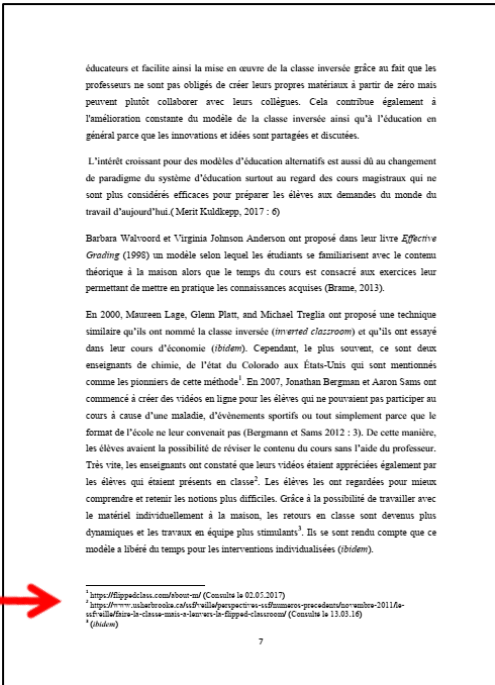 éducateurs et facilite ainsi la mise en œuvre de la classe inversée grâce au fait que les
professeurs ne sont pas obligés de créer leurs propres matériaux à partir de zéro mais
peuvent plutôt collaborer avec leurs collègues. Cela contribue également à
l'amélioration constante du modèle de la classe inversée ainsi qu'à l'éducation en
général parce que les innovations et idées sont partagées et discutées.
L'intérêt croissant pour des modèles d'éducation alternatifs est aussi dû au changement
de paradigme du système d'éducation surtout au regard des cours magistraux qui ne
sont plus considérés efficaces pour préparer les élèves aux demandes du monde du
travail d'aujourd'hui.( Merit Kuldkepp, 2017 : 6)
Barbara Walvoord et Virginia Johnson Anderson ont proposé dans leur livre Effective
Grading (1998) un modèle selon lequel les étudiants se familiarisent avec le contenu
théorique à la maison alors que le temps du cours est consacré aux exercices leur
permettant de mettre en pratique les connaissances acquises (Brame, 2013).
En 2000, Maureen Lage, Glenn Platt, and Michael Treglia ont proposé une technique
similaire qu'ils ont nommé la classe inversée (inverted classroom) et qu'ils ont essayé
dans leur cours d'économie (ibidem). Cependant, le plus souvent, ce sont deux
enseignants de chimie, de l'état du Colorado aux États-Unis qui sont mentionnés
comme les pionniers de cette méthode¹. En 2007, Jonathan Bergman et Aaron Sams ont
commencé à créer des vidéos en ligne pour les élèves qui ne pouvaient pas participer au
cours à cause d'une maladie, d'évènements sportifs ou tout simplement parce que le
format de l'école ne leur convenait pas (Bergmann et Sams 2012 : 3). De cette manière,
les élèves avaient la possibilité de réviser le contenu du cours sans l'aide du professeur.
Très vite, les enseignants ont constaté que leurs vidéos étaient appréciées également par
les élèves qui étaient présents en classe². Les élèves les ont regardées pour mieux
comprendre et retenir les notions plus difficiles. Grâce à la possibilité de travailler avec
le matériel individuellement à la maison, les retours en classe sont devenus plus
dynamiques et les travaux en équipe plus stimulants³. Ils se sont rendu compte que ce
modèle a libéré du temps pour les interventions individualisées (ibidem).
¹ https://flippedclass.com/about-m/ (Consulté le 02.05.2017)
² https://www.usherbrooke.ca/ssf/veille/perspectives-ssf/numeros-precedents/novembre-2011/le-
ssf-veille/faire-la-classe-mais-a-lenvers-la-flipped-classroom/ (Consulté le 13.03.16)
³ (ibidem)
7